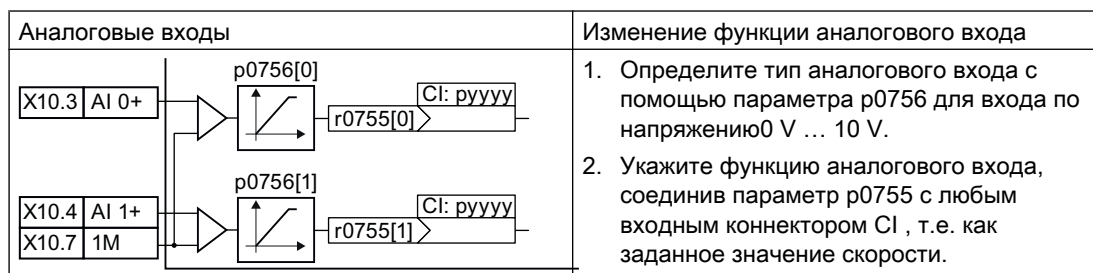 Аналоговые входы
Изменение функции аналогового входа
p0756[0]
X10.3 AI 0+
CI: pyyyy
r0755[0]
p0756[1]
X10.4 AI 1+
CI: pyyyy
X10.7 1M
r0755[1]
1. Определите тип аналогового входа с
помощью параметра p0756 для входа по
напряжению0 V … 10 V.
2. Укажите функцию аналогового входа,
соединив параметр p0755 с любым
входным коннектором CI , т.е. как
заданное значение скорости.